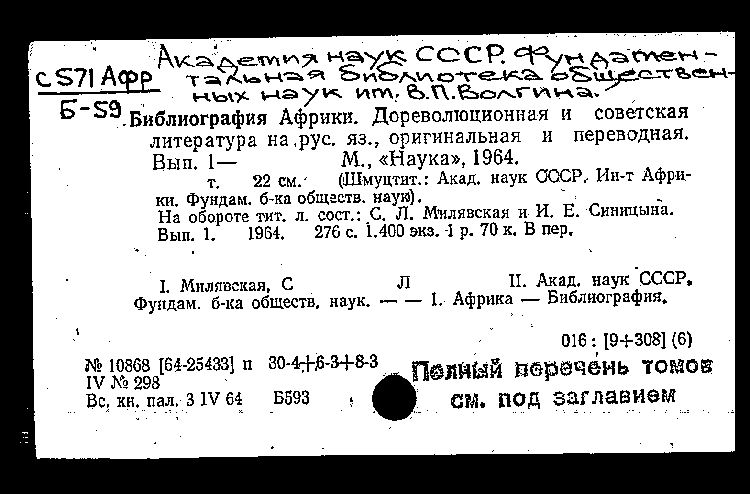 Академия наук СССР. Фундамен-
с571 Афр
тальная библиотека обществен-
Б-59
ных наук им. В.П.Волгина.
Библиография Африки. Дореволюционная и советская
литература на рус. яз., оригинальная и переводная.
Вып. 1— М., «Наука», 1964.
т. 22 см. (Шмуцтит.: Акад. наук СССР. Ин-т Афри-
ки. Фундам. б-ка обществ. наук).
На обороте тит. л. сост.: С. Л. Милявская и И. Е. Синицына.
Вып. 1. 1964. 276 с. 1.400 экз. 1 р. 70 к. В пер.
I. Милявская, С Л II. Акад. наук СССР.
Фундам. б-ка обществ. наук. — — 1. Африка — Библиография.
016 : [9+308] (6)
№ 10868 [64-25433] п 30-4+6-3+8-3
Полный перечень томов
IV № 298
Вс. кн. пал. 3 IV 64 Б593
см. под заглавием